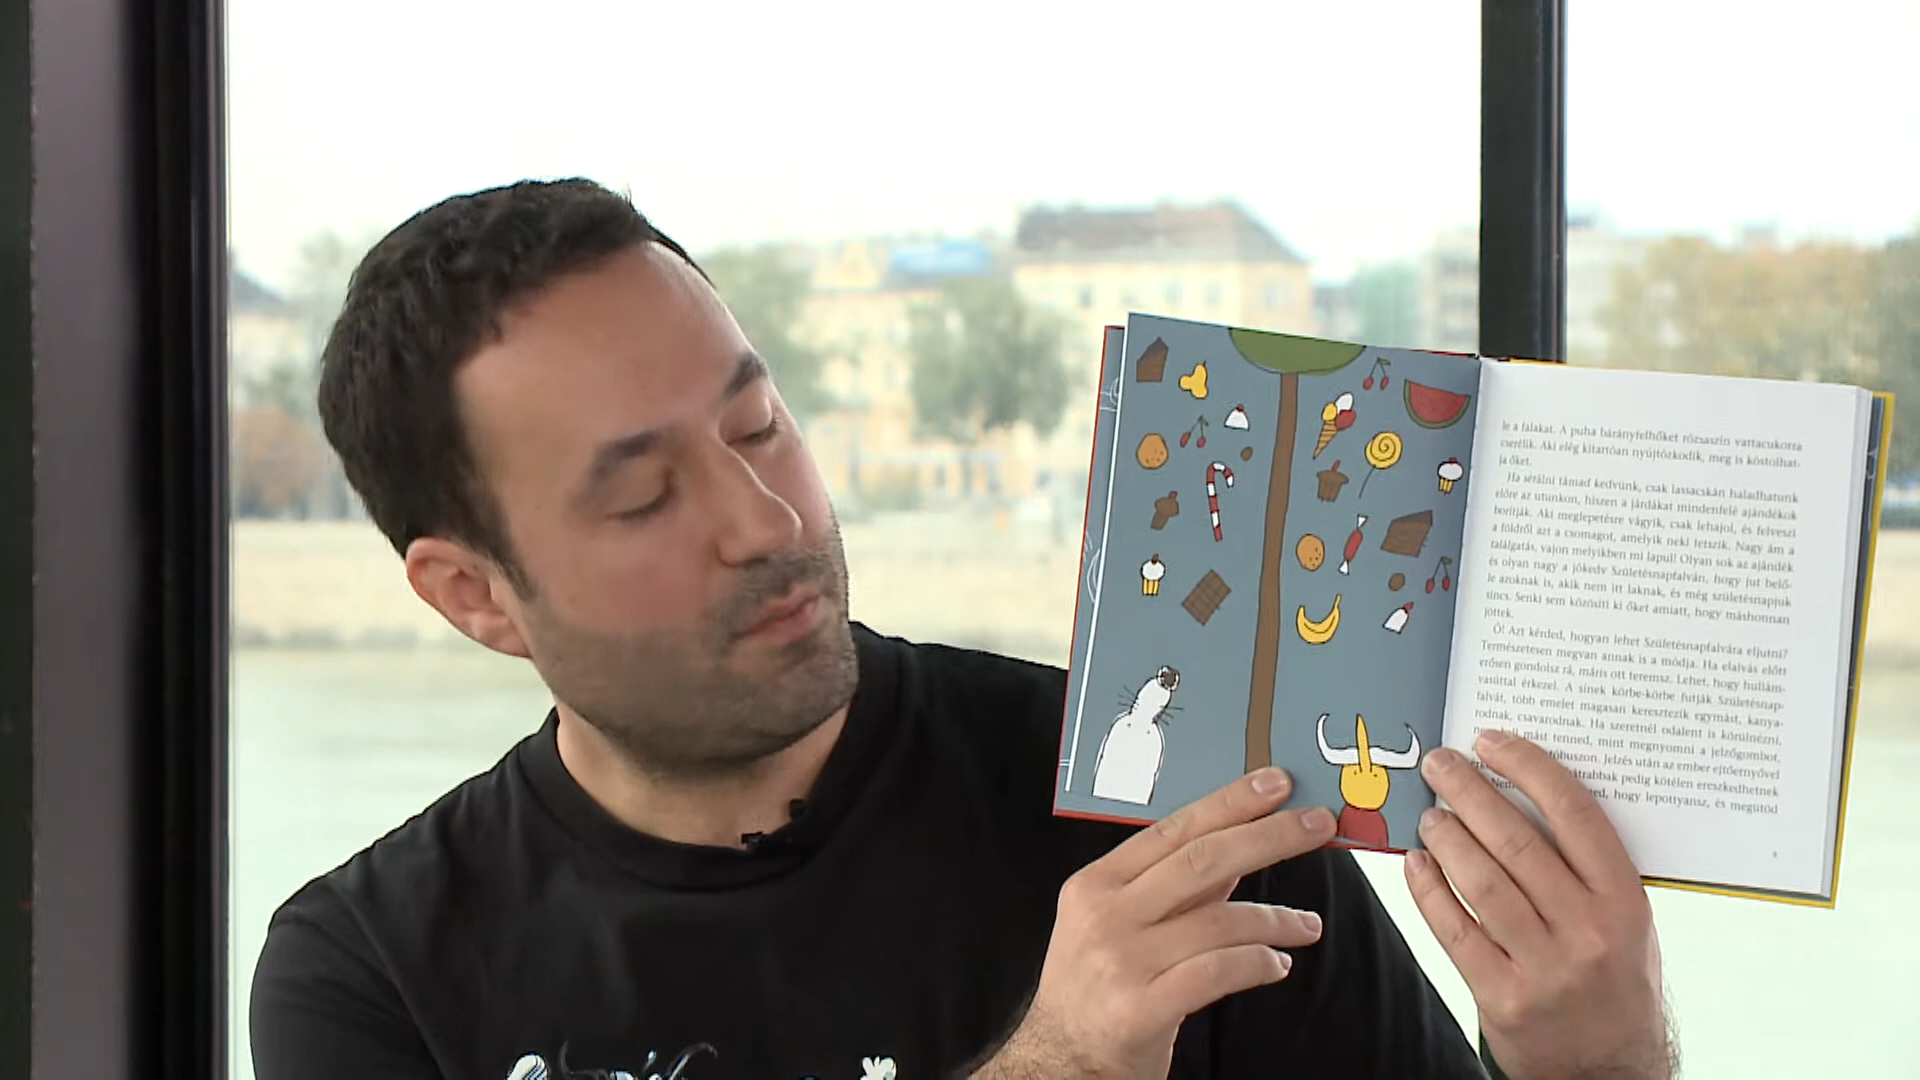 le a falakat. A puha bárányfelhőket rózsaszín vattacukorra
cserélik. Aki elég kitartóan nyújtózkodik, meg is kóstolhat-
ja őket.
Ha sétálni támad kedvünk, csak lassacskán haladhatunk
előre az utunkon, hiszen a járdákat mindenfelé ajándékok
borítják. Aki meglepetésre vágyik, csak lehajol, és felveszi
a földről azt a csomagot, amelyik neki tetszik. Nagy ám a
találgatás, vajon melyikben mi lapul! Olyan sok az ajándék
és olyan nagy a jókedv Születésnapfalván, hogy jut belő-
le azoknak is, akik nem itt laknak, és még születésnapjuk
sincs. Senki sem közösíti ki őket amiatt, hogy máshonnan
jöttek.
Ó! Azt kérded, hogyan lehet Születésnapfalvára eljutni?
Természetesen megvan annak is a módja. Ha elalvás előtt
erősen gondolsz rá, máris ott teremsz. Lehet, hogy hullám-
vasúttal érkezel. A sínek körbe-körbe futják Születésnap-
falvát, több emelet magasan keresztezik egymást, kanya-
rodnak, csavarodnak. Ha szeretnél odalent is körülnézni,
mást tenned, mint megnyomni a jelzőgombot,
Jelzés után az ember ejtőernyővel
pedig kötélen ereszkedhetnek
hogy lepottyansz, és megütöd